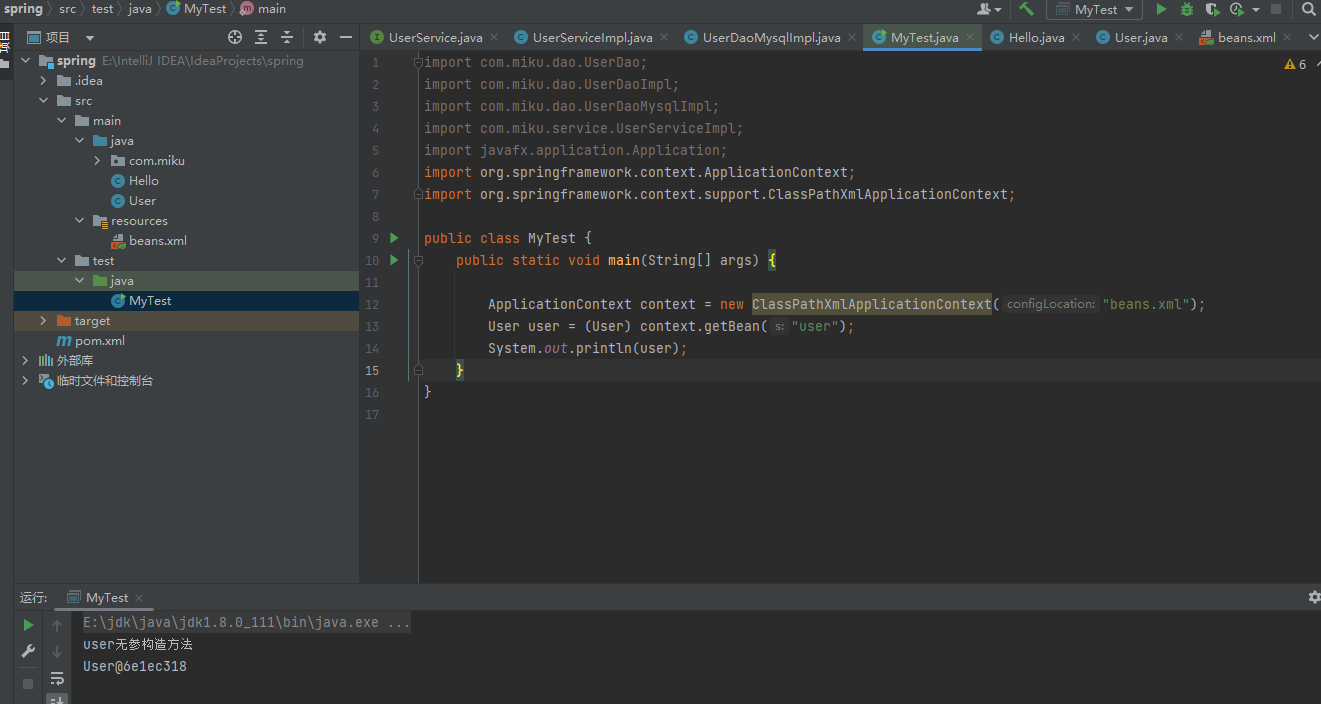 spring src test java MyTest main
MyTest
项目
项目
UserService.java UserServiceImpl.java UserDaoMysqlImpl.java MyTest.java Hello.java User.java beans.xml
spring E:\IntelliJ IDEA\IdeaProjects\spring
.idea
src
main
java
com.miku
Hello
User
resources
beans.xml
test
java
MyTest
target
pom.xml
外部库
临时文件和控制台
6
1 import com.miku.dao.UserDao;
2 import com.miku.dao.UserDaoImpl;
3 import com.miku.dao.UserDaoMysqlImpl;
4 import com.miku.service.UserServiceImpl;
5 import javafx.application.Application;
6 import org.springframework.context.ApplicationContext;
7 import org.springframework.context.support.ClassPathXmlApplicationContext;
8
9 public class MyTest {
10 public static void main(String[] args) {
11
12 ApplicationContext context = new ClassPathXmlApplicationContext( configLocation: "beans.xml");
13 User user = (User) context.getBean( s: "user");
14 System.out.println(user);
15 }
16 }
17
运行: MyTest
E:\jdk\java\jdk1.8.0_111\bin\java.exe ...
user无参构造方法
User@6e1ec318